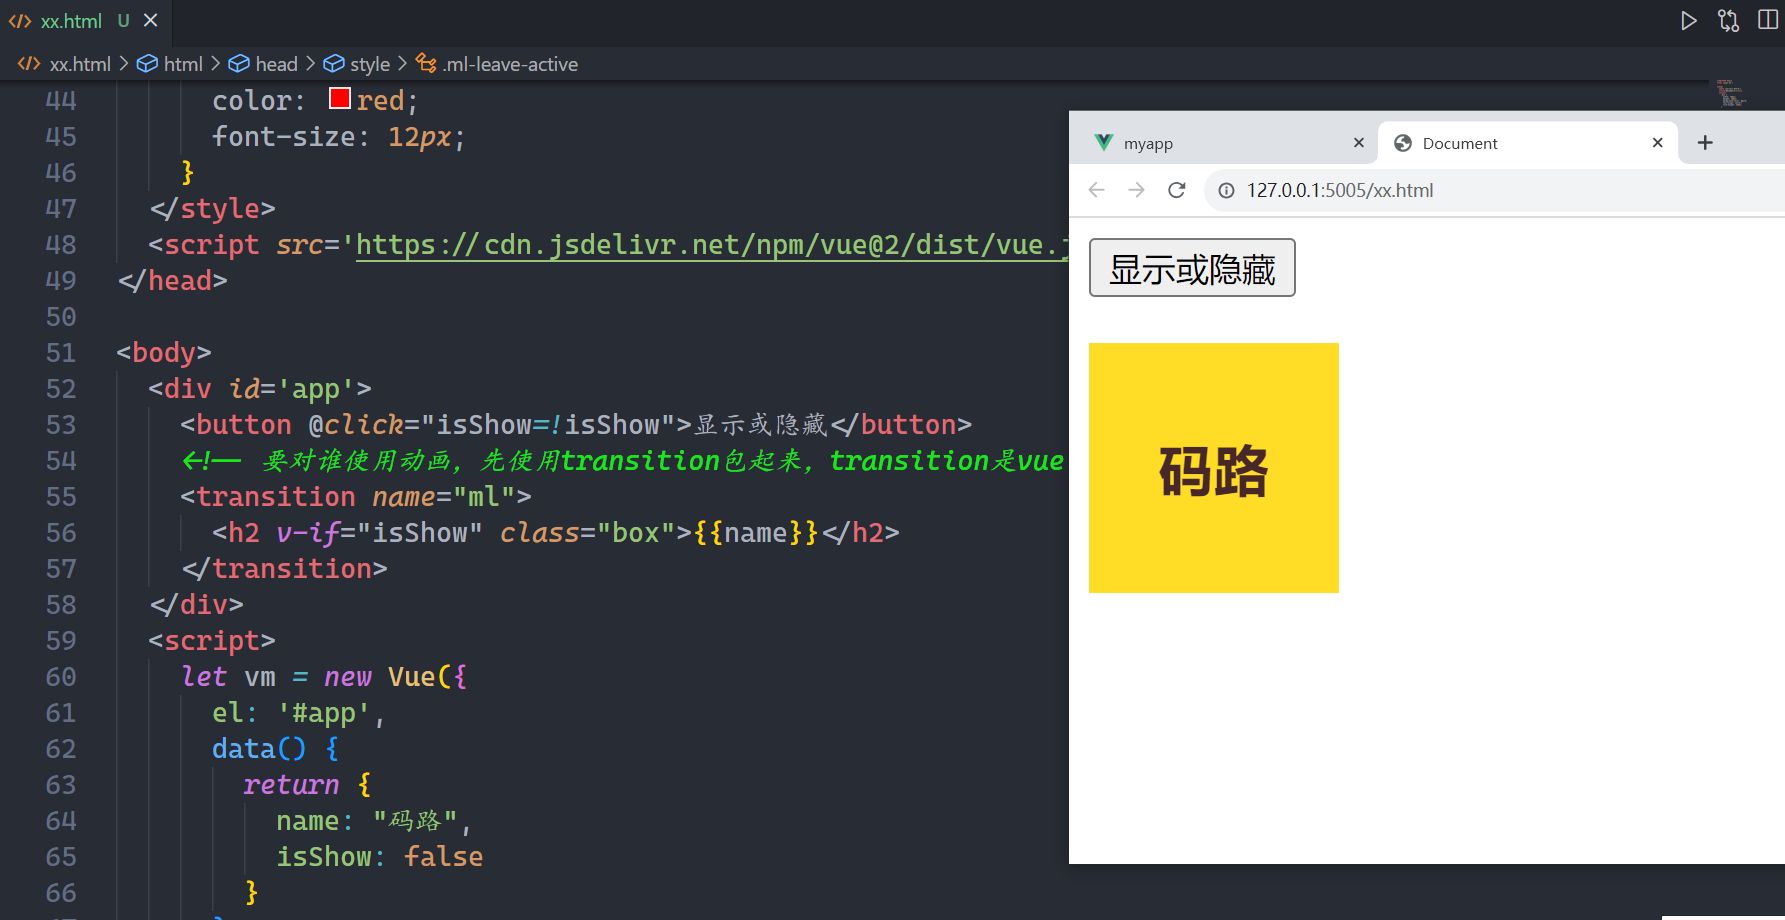 xx.html U
xx.html > html > head > style > .ml-leave-active
44 color: red;
45 font-size: 12px;
46 }
47 </style>
48 <script src='https://cdn.jsdelivr.net/npm/vue@2/dist/vue.j
49 </head>
50
51 <body>
52 <div id='app'>
53 <button @click="isShow=!isShow">显示或隐藏</button>
54 <!-- 要对谁使用动画，先使用transition包起来，transition是vue
55 <transition name="ml">
56 <h2 v-if="isShow" class="box">{{name}}</h2>
57 </transition>
58 </div>
59 <script>
60 let vm = new Vue({
61 el: '#app',
62 data() {
63 return {
64 name: "码路",
65 isShow: false
66 }
myapp
Document
127.0.0.1:5005/xx.html
显示或隐藏
码路